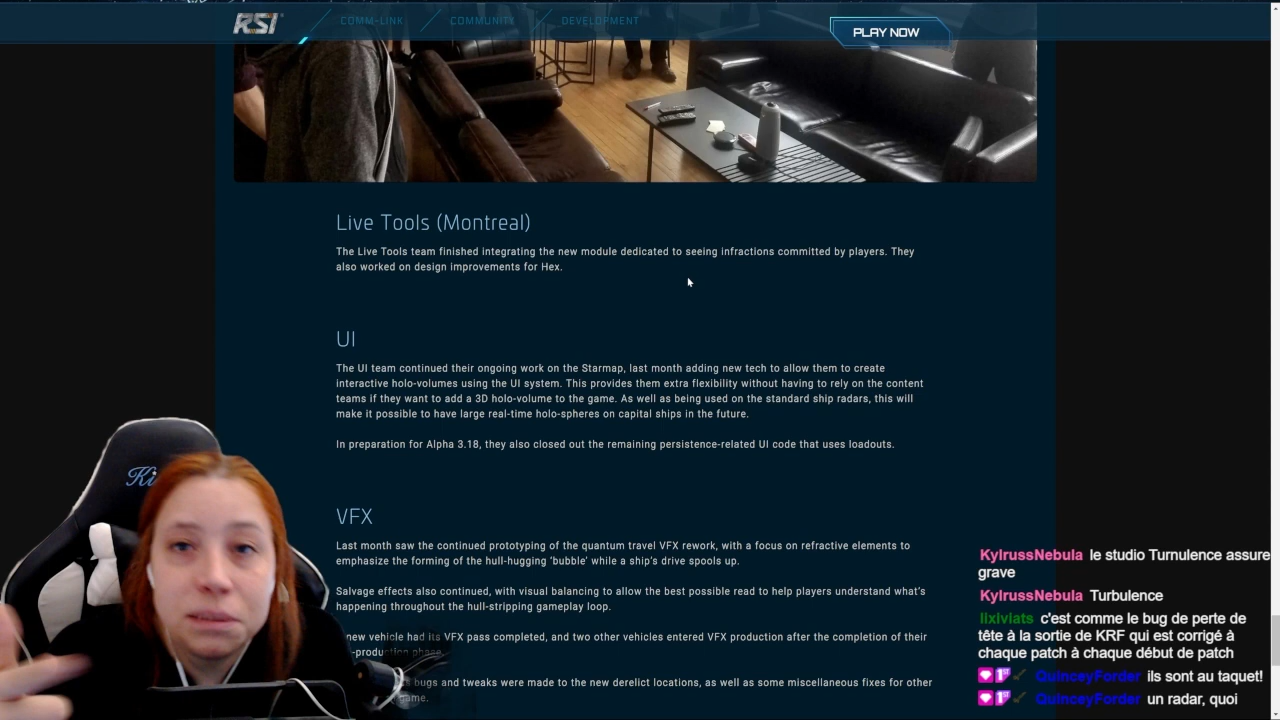 RSI
COMM-LINK
COMMUNITY
DEVELOPMENT
PLAY NOW
Live Tools (Montreal)
The Live Tools team finished integrating the new module dedicated to seeing infractions committed by players. They
also worked on design improvements for Hex.
UI
The UI team continued their ongoing work on the Starmap, last month adding new tech to allow them to create
interactive holo-volumes using the UI system. This provides them extra flexibility without having to rely on the content
teams if they want to add a 3D holo-volume to the game. As well as being used on the standard ship radars, this will
make it possible to have large real-time holo-spheres on capital ships in the future.
In preparation for Alpha 3.18, they also closed out the remaining persistence-related UI code that uses loadouts.
VFX
Last month saw the continued prototyping of the quantum travel VFX rework, with a focus on refractive elements to
emphasize the forming of the hull-hugging 'bubble' while a ship's drive spools up.
Salvage effects also continued, with visual balancing to allow the best possible read to help players understand what's
happening throughout the hull-stripping gameplay loop.
new vehicle had its VFX pass completed, and two other vehicles entered VFX production after the completion of their
-production phase.
bugs and tweaks were made to the new derelict locations, as well as some miscellaneous fixes for other
game.
Ki
KylrussNebula le studio Turnulence assure
grave
KylrussNebula Turbulence
lixlvlats c'est comme le bug de perte de
tête à la sortie de KRF qui est corrigé à
chaque patch à chaque début de patch
QuinceyForder ils sont au taquet!
QuinceyForder un radar, quoi